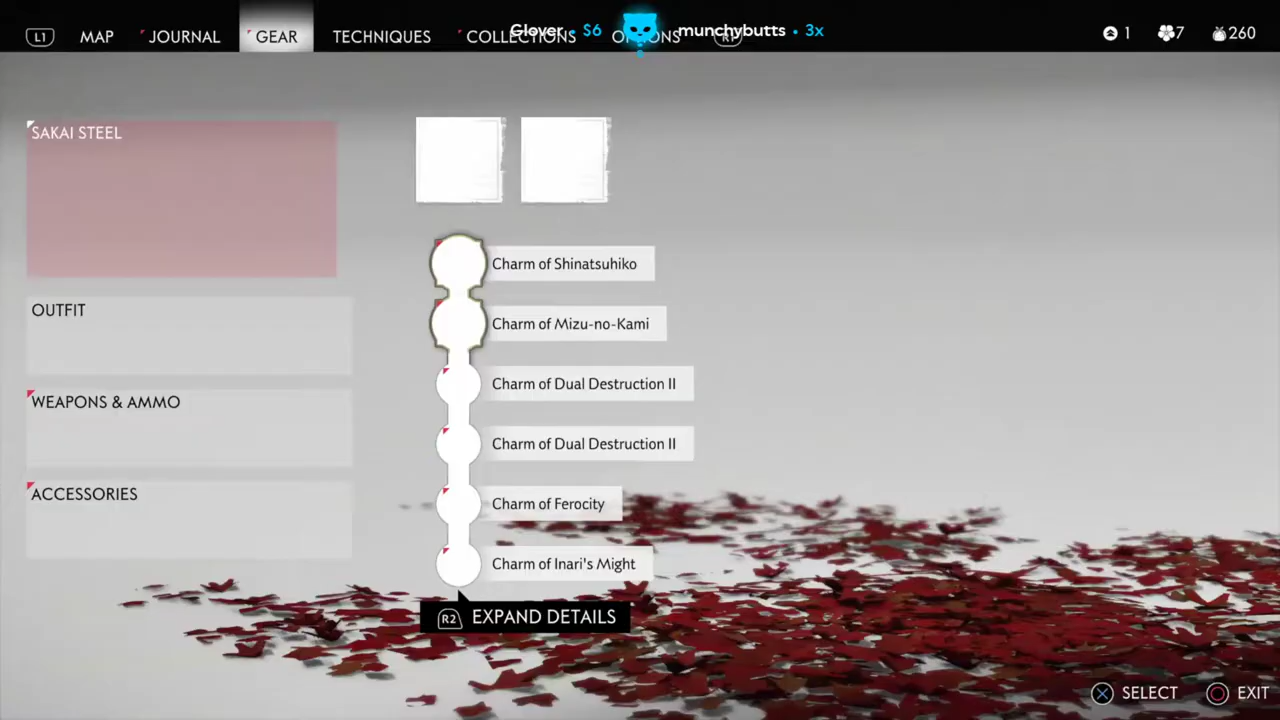 L1 MAP JOURNAL GEAR TECHNIQUES COLLECTIONS OPTIONS R1 1 7 260
Glover • $6 munchybutts • 3x
SAKAI STEEL
OUTFIT
WEAPONS & AMMO
ACCESSORIES
Charm of Shinatsuhiko
Charm of Mizu-no-Kami
Charm of Dual Destruction II
Charm of Dual Destruction II
Charm of Ferocity
Charm of Inari's Might
R2 EXPAND DETAILS
SELECT EXIT